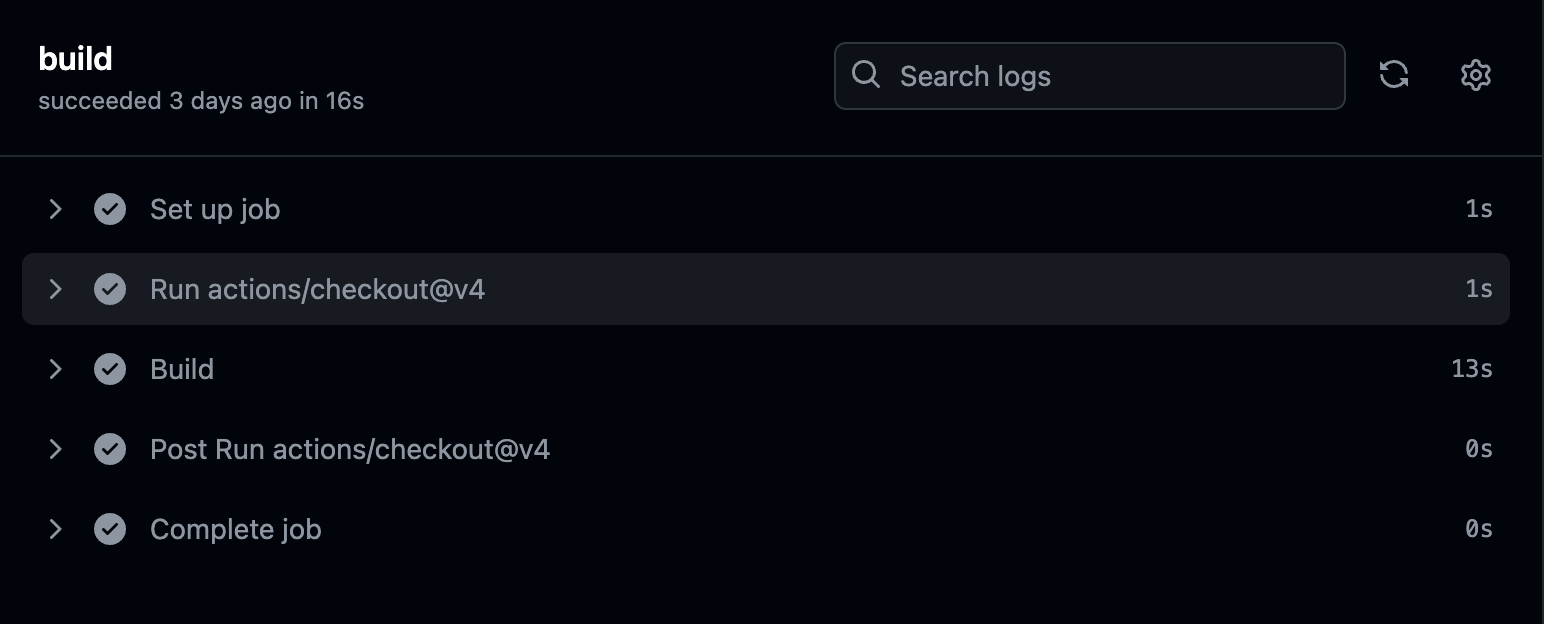 build
succeeded 3 days ago in 16s
Search logs
Set up job 1s
Run actions/checkout@v4 1s
Build 13s
Post Run actions/checkout@v4 0s
Complete job 0s